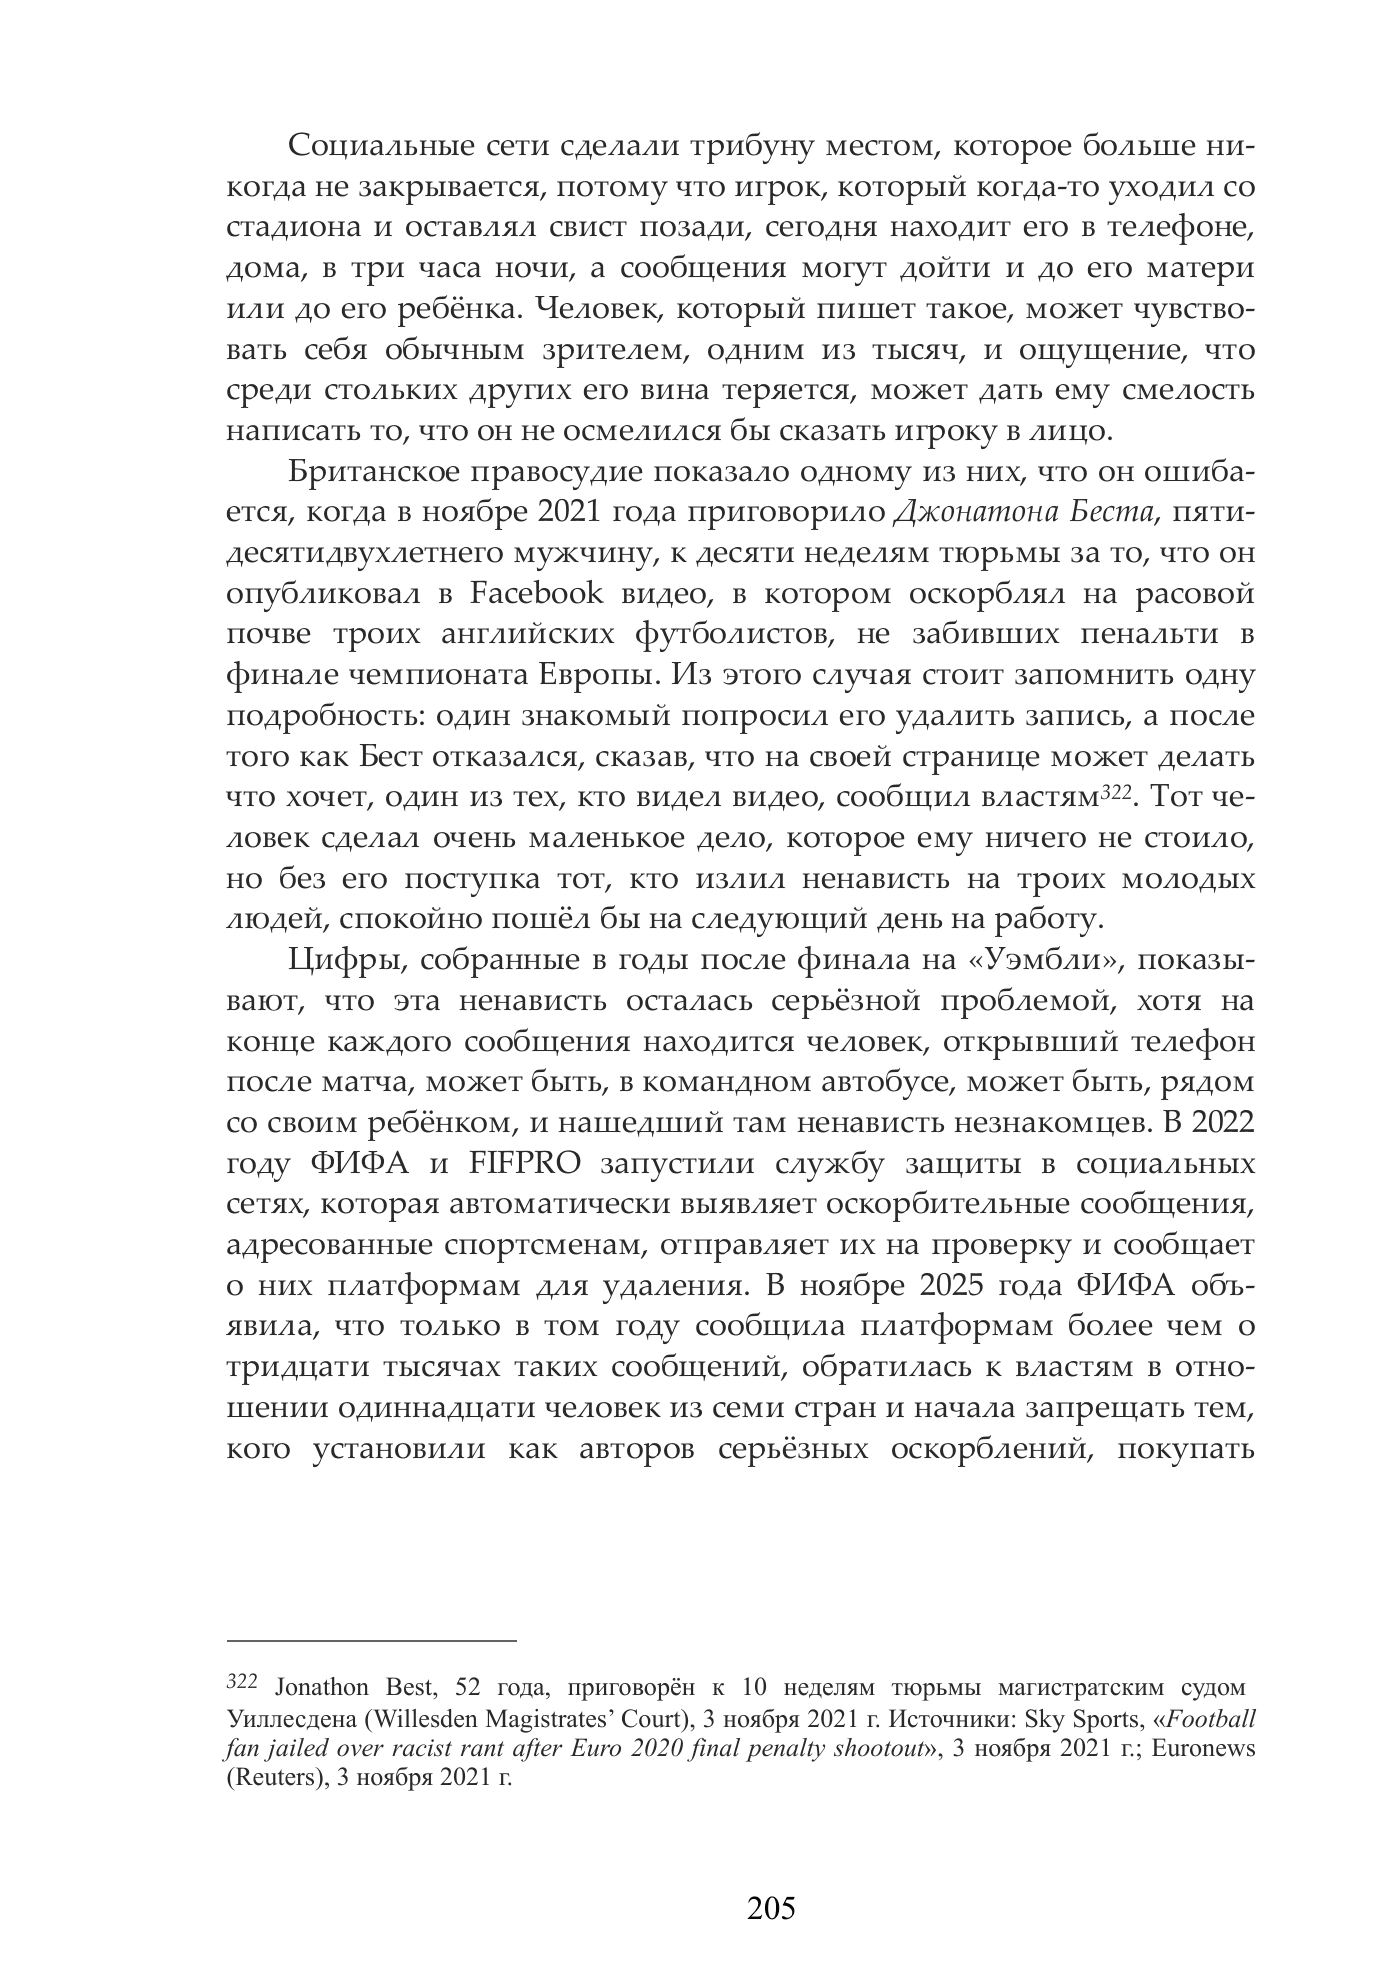 Социальные сети сделали трибуну местом, которое больше ни-
когда не закрывается, потому что игрок, который когда-то уходил со
стадиона и оставлял свист позади, сегодня находит его в телефоне,
дома, в три часа ночи, а сообщения могут дойти и до его матери
или до его ребёнка. Человек, который пишет такое, может чувство-
вать себя обычным зрителем, одним из тысяч, и ощущение, что
среди стольких других его вина теряется, может дать ему смелость
написать то, что он не осмелился бы сказать игроку в лицо.
Британское правосудие показало одному из них, что он ошиба-
ется, когда в ноябре 2021 года приговорило Джонатона Беста, пяти-
десятидвухлетнего мужчину, к десяти неделям тюрьмы за то, что он
опубликовал в Facebook видео, в котором оскорблял на расовой
почве троих английских футболистов, не забивших пенальти в
финале чемпионата Европы. Из этого случая стоит запомнить одну
подробность: один знакомый попросил его удалить запись, а после
того как Бест отказался, сказав, что на своей странице может делать
что хочет, один из тех, кто видел видео, сообщил властям322. Тот че-
ловек сделал очень маленькое дело, которое ему ничего не стоило,
но без его поступка тот, кто излил ненависть на троих молодых
людей, спокойно пошёл бы на следующий день на работу.
Цифры, собранные в годы после финала на «Уэмбли», показы-
вают, что эта ненависть осталась серьёзной проблемой, хотя на
конце каждого сообщения находится человек, открывший телефон
после матча, может быть, в командном автобусе, может быть, рядом
со своим ребёнком, и нашедший там ненависть незнакомцев. В 2022
году ФИФА и FIFPRO запустили службу защиты в социальных
сетях, которая автоматически выявляет оскорбительные сообщения,
адресованные спортсменам, отправляет их на проверку и сообщает
о них платформам для удаления. В ноябре 2025 года ФИФА объ-
явила, что только в том году сообщила платформам более чем о
тридцати тысячах таких сообщений, обратилась к властям в отно-
шении одиннадцати человек из семи стран и начала запрещать тем,
кого установили как авторов серьёзных оскорблений, покупать
322 Jonathon Best, 52 года, приговорён к 10 неделям тюрьмы магистратским судом
Уиллесдена (Willesden Magistrates’ Court), 3 ноября 2021 г. Источники: Sky Sports, «Football
fan jailed over racist rant after Euro 2020 final penalty shootout», 3 ноября 2021 г.; Euronews
(Reuters), 3 ноября 2021 г.
205